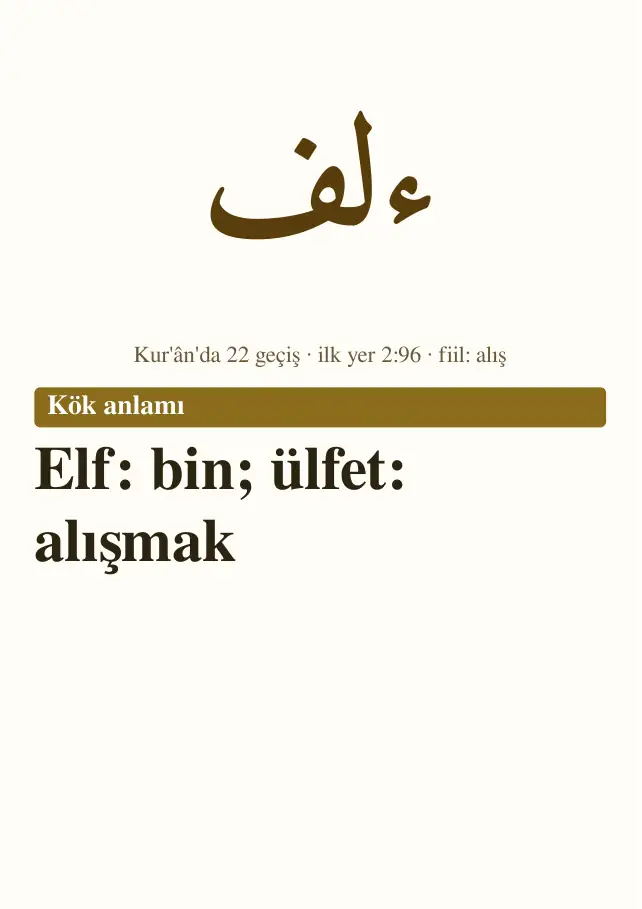 ءلف
Kur'ân'da 22 geçiş · ilk yer 2:96 · fiil: alış
Kök anlamı
Elf: bin; ülfet:
alışmak